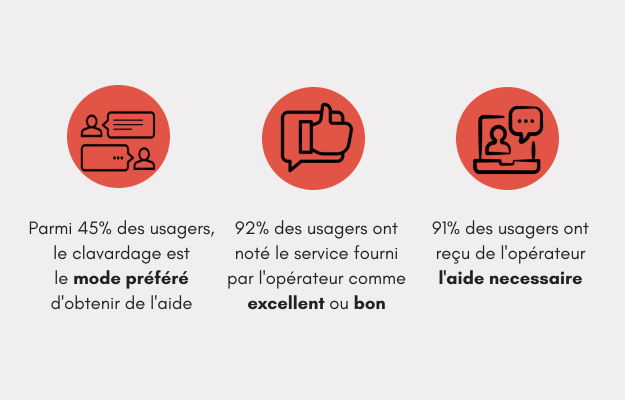 Parmi 45% des usagers,
le clavardage est
le mode préféré
d'obtenir de l'aide
92% des usagers ont
noté le service fourni
par l'opérateur comme
excellent ou bon
91% des usagers ont
reçu de l'opérateur
l'aide necessaire